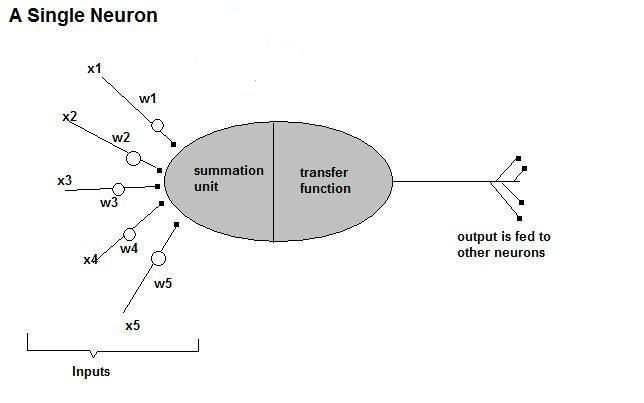 A Single Neuron
x1
w1
x2
w2
x3
w3
x4
w4
w5
x5
summation
unit
transfer
function
output is fed to
other neurons
Inputs